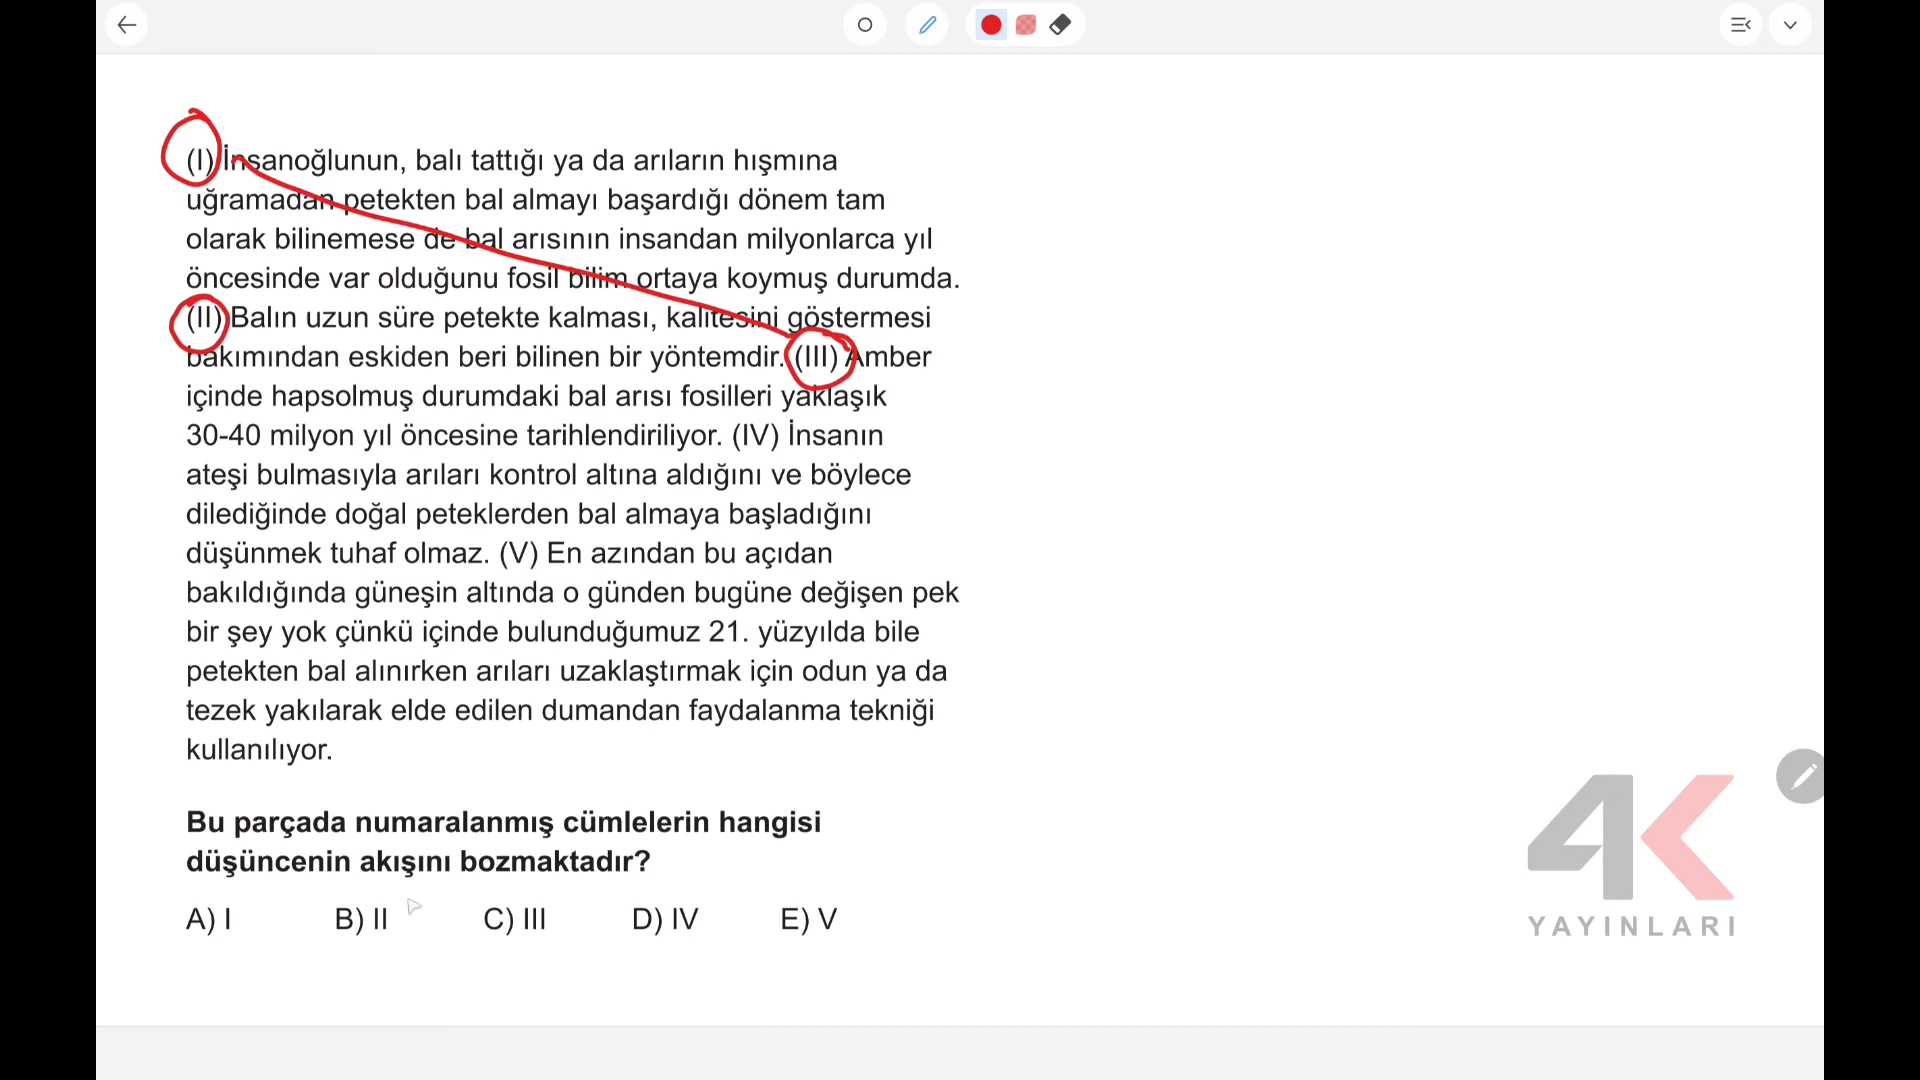 (I) İnsanoğlunun, balı tattığı ya da arıların hışmına
uğramadan petekten bal almayı başardığı dönem tam
olarak bilinemese de bal arısının insandan milyonlarca yıl
öncesinde var olduğunu fosil bilim ortaya koymuş durumda.
(II) Balın uzun süre petekte kalması, kalitesini göstermesi
bakımından eskiden beri bilinen bir yöntemdir. (III) Amber
içinde hapsolmuş durumdaki bal arısı fosilleri yaklaşık
30-40 milyon yıl öncesine tarihlendiriliyor. (IV) İnsanın
ateşi bulmasıyla arıları kontrol altına aldığını ve böylece
dilediğinde doğal peteklerden bal almaya başladığını
düşünmek tuhaf olmaz. (V) En azından bu açıdan
bakıldığında güneşin altında o günden bugüne değişen pek
bir şey yok çünkü içinde bulunduğumuz 21. yüzyılda bile
petekten bal alınırken arıları uzaklaştırmak için odun ya da
tezek yakılarak elde edilen dumandan faydalanma tekniği
kullanılıyor.
Bu parçada numaralanmış cümlelerin hangisi
düşüncenin akışını bozmaktadır?
A) I B) II C) III D) IV E) V
4K
YAYINLARI